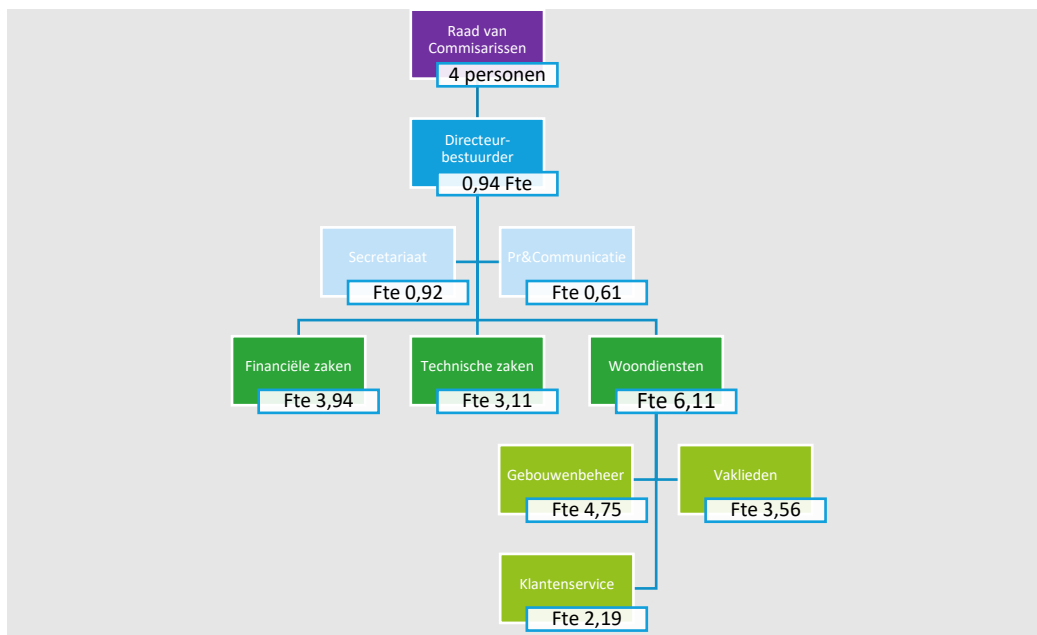 Raad van
Commisarissen
4 personen
Directeur-
bestuurder
0,94 Fte
Secretariaat
Fte 0,92
Pr&Communicatie
Fte 0,61
Financiële zaken
Fte 3,94
Technische zaken
Fte 3,11
Woondiensten
Fte 6,11
Gebouwenbeheer
Fte 4,75
Vaklieden
Fte 3,56
Klantenservice
Fte 2,19